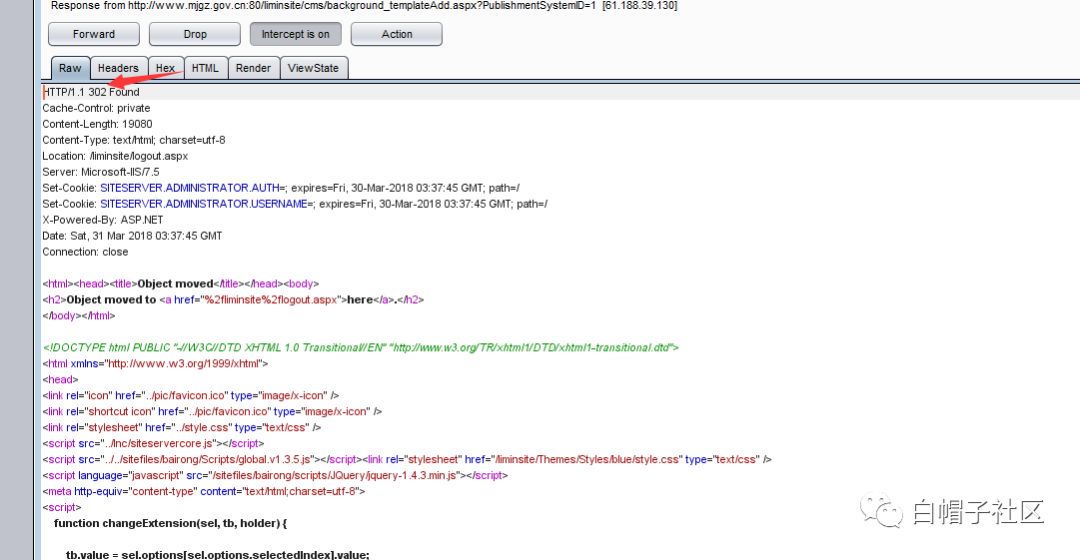 Response from http://www.mjgz.gov.cn:80/liminsite/cms/background_templateAdd.aspx?PublishmentSystemID=1 [61.188.39.130]
Forward Drop Intercept is on Action
Raw Headers Hex HTML Render ViewState
HTTP/1.1 302 Found
Cache-Control: private
Content-Length: 19080
Content-Type: text/html; charset=utf-8
Location: /liminsite/logout.aspx
Server: Microsoft-IIS/7.5
Set-Cookie: SITESERVER.ADMINISTRATOR.AUTH=; expires=Fri, 30-Mar-2018 03:37:45 GMT; path=/
Set-Cookie: SITESERVER.ADMINISTRATOR.USERNAME=; expires=Fri, 30-Mar-2018 03:37:45 GMT; path=/
X-Powered-By: ASP.NET
Date: Sat, 31 Mar 2018 03:37:45 GMT
Connection: close
<html><head><title>Object moved</title></head><body>
<h2>Object moved to <a href="%2fliminsite%2flogout.aspx">here</a>.</h2>
</body></html>
<!DOCTYPE html PUBLIC "-//W3C//DTD XHTML 1.0 Transitional//EN" "http://www.w3.org/TR/xhtml1/DTD/xhtml1-transitional.dtd">
<html xmlns="http://www.w3.org/1999/xhtml">
<head>
<link rel="icon" href="../pic/favicon.ico" type="image/x-icon" />
<link rel="shortcut icon" href="../pic/favicon.ico" type="image/x-icon" />
<link rel="stylesheet" href="../style.css" type="text/css" />
<script src="../Inc/siteservercore.js"></script>
<script src="../../sitefiles/bairong/Scripts/global.v1.3.5.js"></script><link rel="stylesheet" href="/liminsite/Themes/Styles/blue/style.css" type="text/css" />
<script language="javascript" src="/sitefiles/bairong/scripts/JQuery/jquery-1.4.3.min.js"></script>
<meta http-equiv="content-type" content="text/html;charset=utf-8">
<script>
function changeExtension(sel, tb, holder) {
tb.value = sel.options[sel.options.selectedIndex].value;
白帽子社区